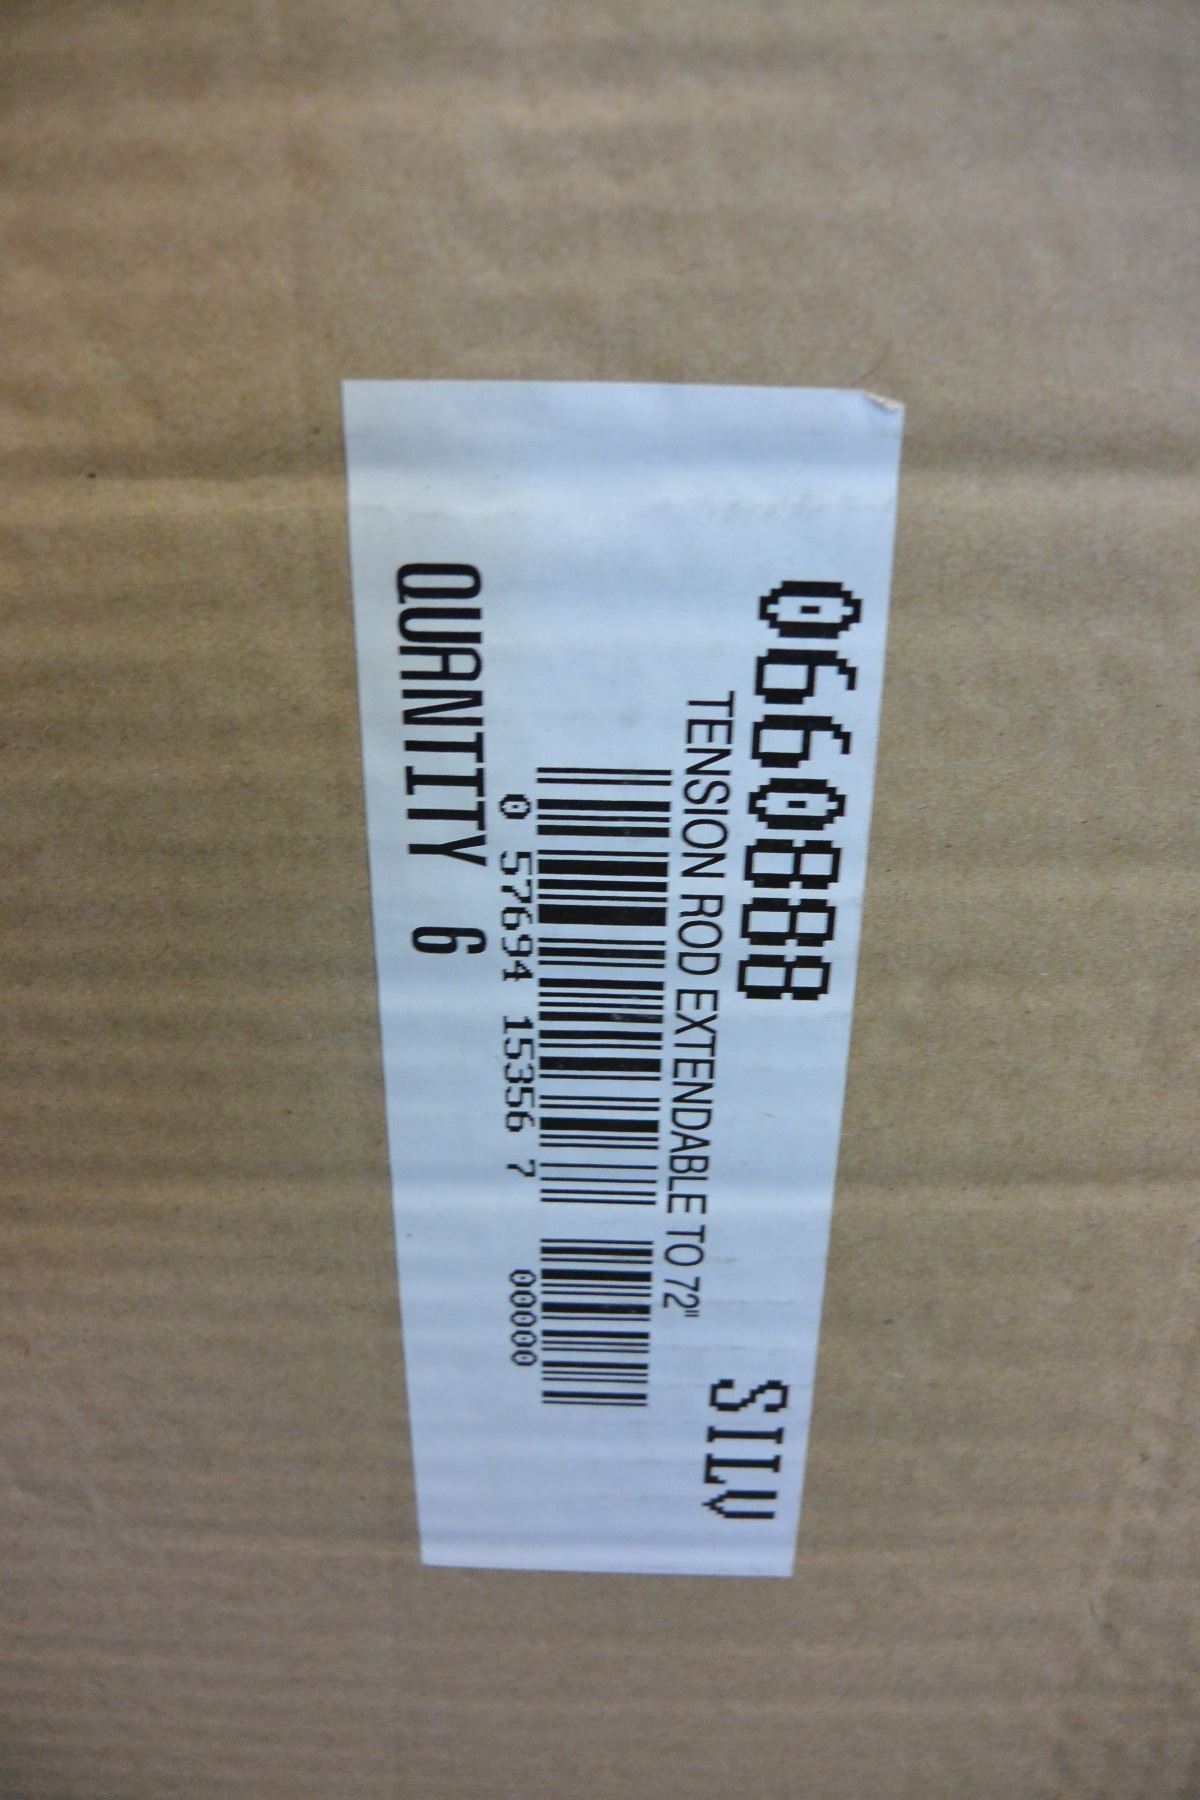 0660888
TENSION ROD EXTENDABLE TO 72" SILV
0 57694 15356 7 00000
QUANTITY 6